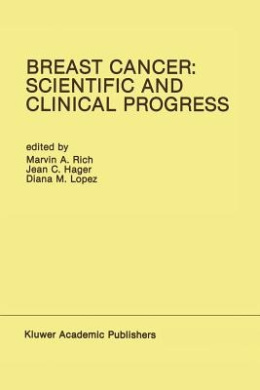 BREAST CANCER:
SCIENTIFIC AND
CLINICAL PROGRESS
edited by
Marvin A. Rich
Jean C. Hager
Diana M. Lopez
Kluwer Academic Publishers